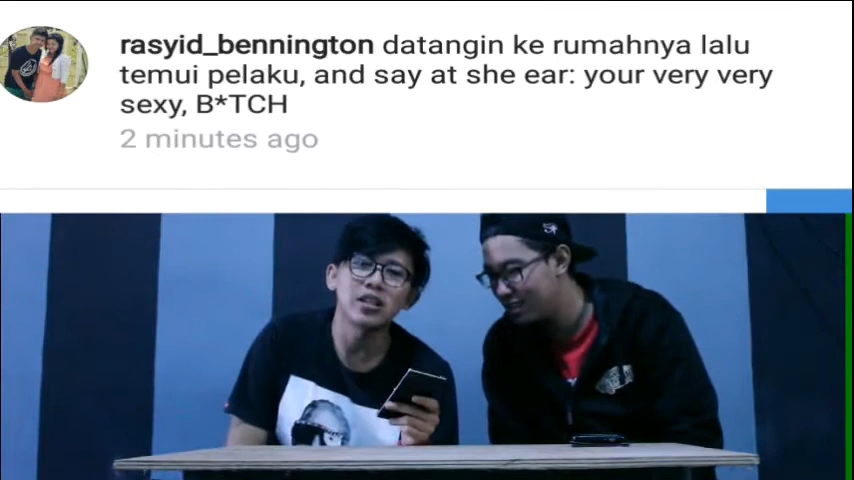 rasyid_bennington datangin ke rumahnya lalu
temui pelaku, and say at she ear: your very very
sexy, B*TCH
2 minutes ago